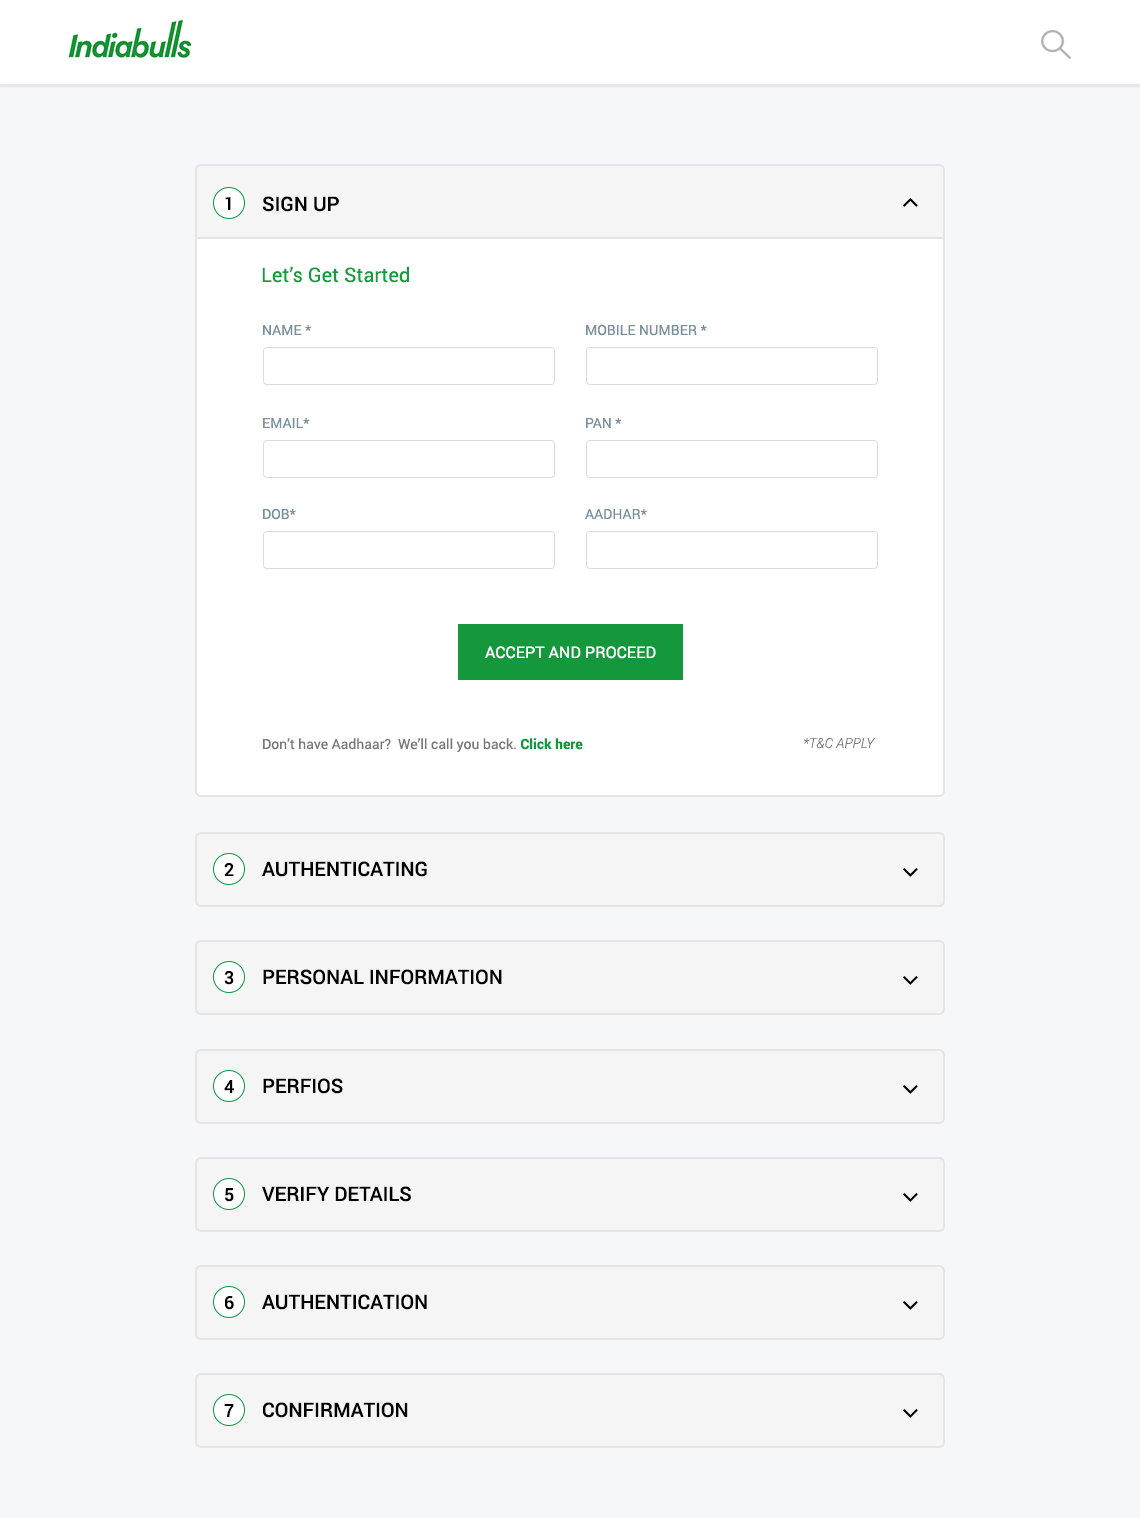 Indiabulls
1 SIGN UP
Let's Get Started
NAME * MOBILE NUMBER *
EMAIL* PAN *
DOB* AADHAR*
ACCEPT AND PROCEED
Don't have Aadhaar? We'll call you back. Click here *T&C APPLY
2 AUTHENTICATING
3 PERSONAL INFORMATION
4 PERFIOS
5 VERIFY DETAILS
6 AUTHENTICATION
7 CONFIRMATION